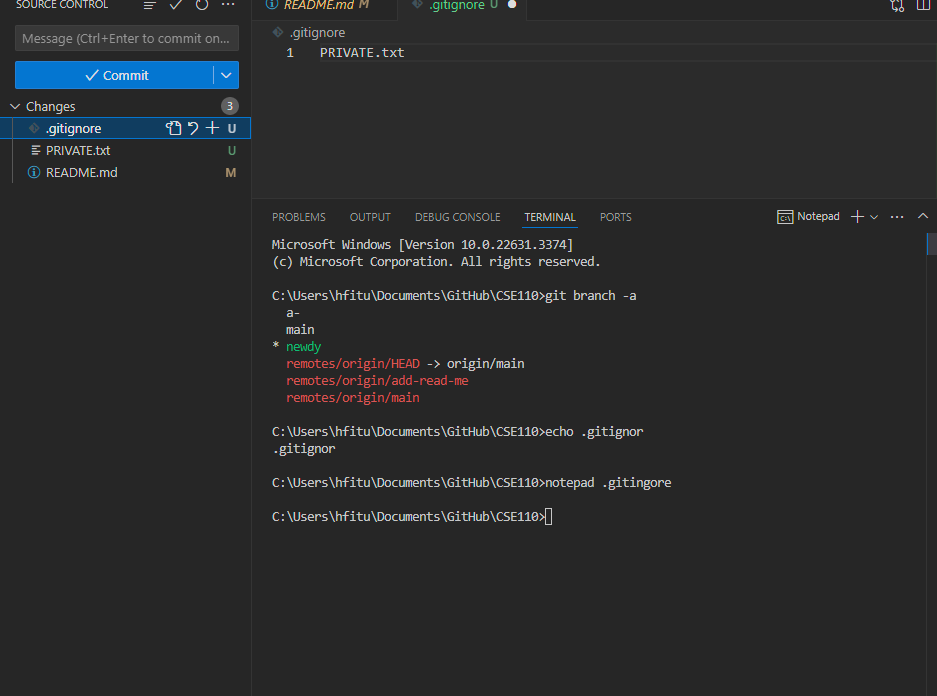 SOURCE CONTROL
README.md M
.gitignore U
Message (Ctrl+Enter to commit on...
.gitignore
1 PRIVATE.txt
Commit
Changes 3
.gitignore U
PRIVATE.txt U
README.md M
PROBLEMS OUTPUT DEBUG CONSOLE TERMINAL PORTS Notepad
Microsoft Windows [Version 10.0.22631.3374]
(c) Microsoft Corporation. All rights reserved.
C:\Users\hfitu\Documents\GitHub\CSE110>git branch -a
a-
main
* newdy
remotes/origin/HEAD -> origin/main
remotes/origin/add-read-me
remotes/origin/main
C:\Users\hfitu\Documents\GitHub\CSE110>echo .gitignor
.gitignor
C:\Users\hfitu\Documents\GitHub\CSE110>notepad .gitingore
C:\Users\hfitu\Documents\GitHub\CSE110>